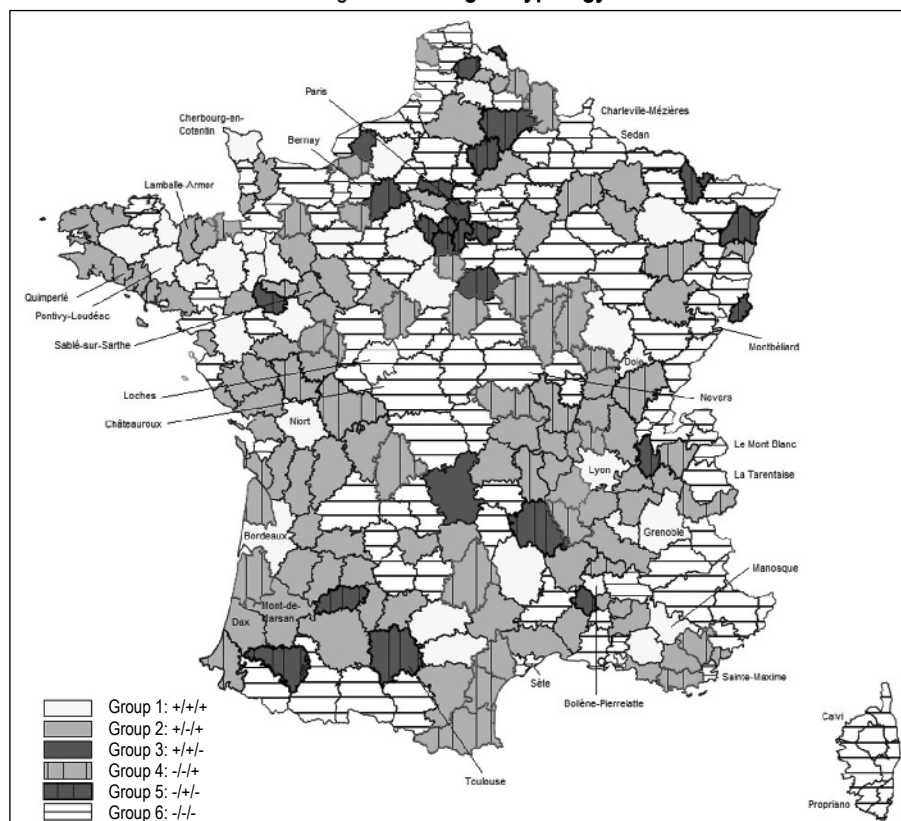 Paris
Charleville-Mézières
Cherbourg-en-
Cotentin
Sedan
Bernay
Lamballe-Armor
Quimperlé
Pontivy-Loudéac
Sablé-sur-Sarthe
Montbéliard
Dole
Loches
Nevers
Châteauroux
Niort
Le Mont Blanc
Lyon
La Tarentaise
Bordeaux
Grenoble
Manosque
Mont-de-
Marsan
Dax
Sète
Sainte-Maxime
Bollène-Pierrelatte
Calvi
Toulouse
Propriano
Group 1: +/+/+
Group 2: +/-/+
Group 3: +/+/-
Group 4: -/-/+
Group 5: -/+/-
Group 6: -/-/-